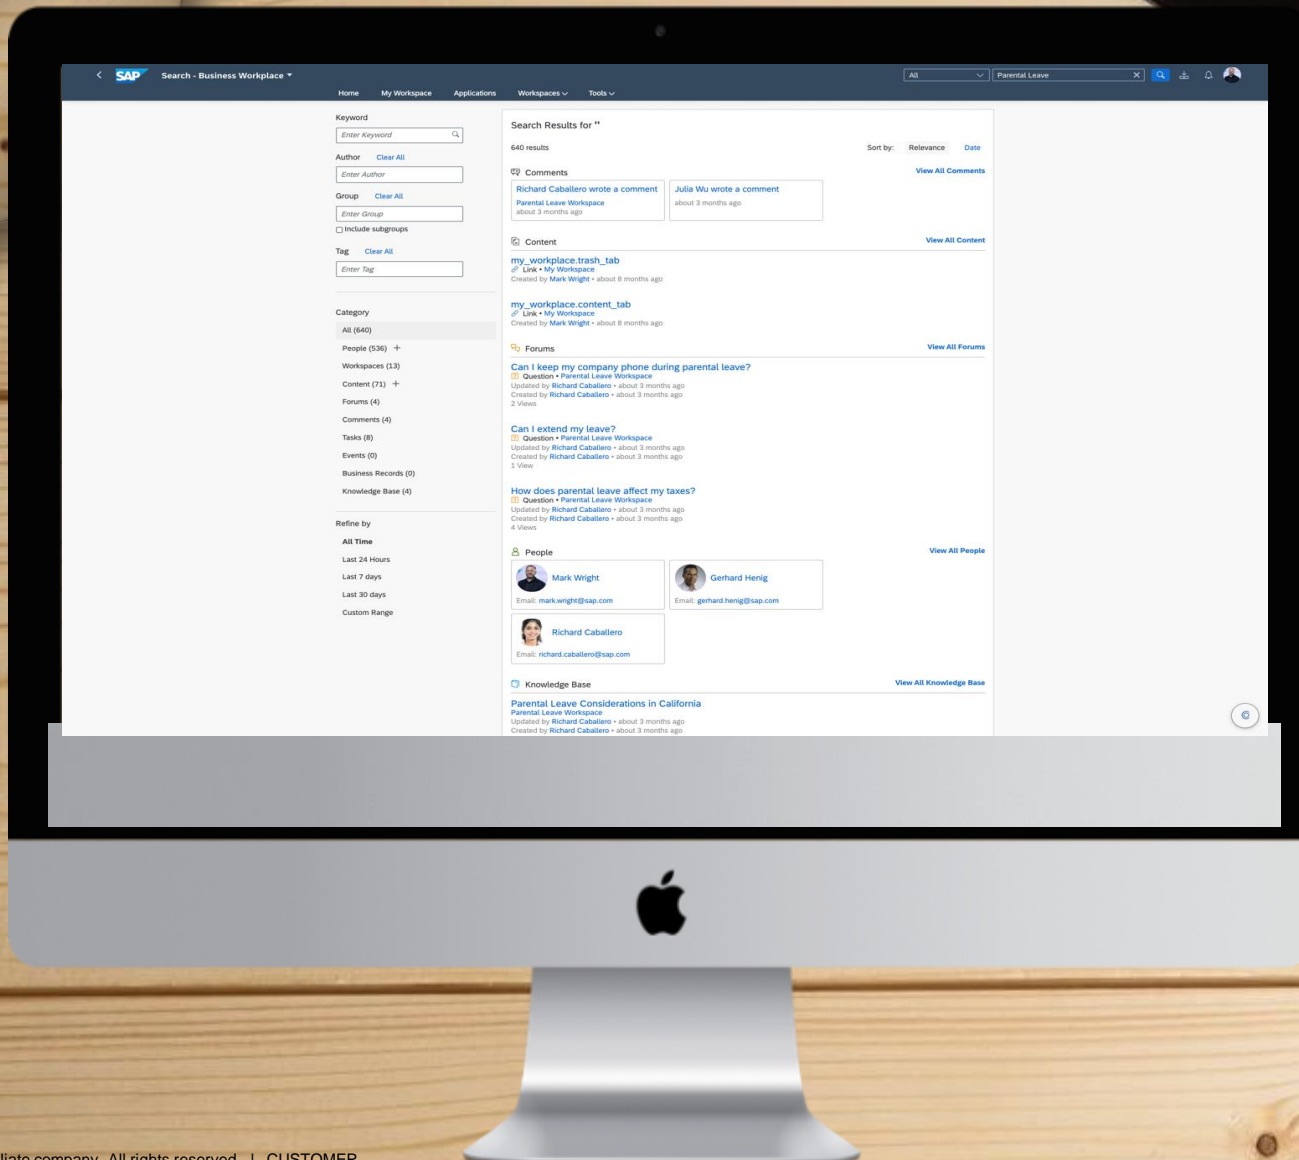 SAP
Search - Business Workplace
All
Parental Leave
Home
My Workspace
Applications
Workspaces
Tools
Keyword
Enter Keyword
Author
Clear All
Enter Author
Group
Clear All
Enter Group
Include subgroups
Tag
Clear All
Enter Tag
Category
All (640)
People (536) +
Workspaces (13)
Content (71) +
Forums (4)
Comments (4)
Tasks (8)
Events (0)
Business Records (0)
Knowledge Base (4)
Refine by
All Time
Last 24 Hours
Last 7 days
Last 30 days
Custom Range
Search Results for ''
640 results
Sort by:
Relevance
Date
Comments
View All Comments
Richard Caballero wrote a comment
Parental Leave Workspace
about 3 months ago
Julia Wu wrote a comment
about 3 months ago
Content
View All Content
my_workplace.trash_tab
Link • My Workspace
Created by Mark Wright • about 8 months ago
my_workplace.content_tab
Link • My Workspace
Created by Mark Wright • about 8 months ago
Forums
View All Forums
Can I keep my company phone during parental leave?
Question • Parental Leave Workspace
Updated by Richard Caballero • about 3 months ago
Created by Richard Caballero • about 3 months ago
2 Views
Can I extend my leave?
Question • Parental Leave Workspace
Updated by Richard Caballero • about 3 months ago
Created by Richard Caballero • about 3 months ago
1 View
How does parental leave affect my taxes?
Question • Parental Leave Workspace
Updated by Richard Caballero • about 3 months ago
Created by Richard Caballero • about 3 months ago
4 Views
People
View All People
Mark Wright
Email: mark.wright@sap.com
Gerhard Henig
Email: gerhard.henig@sap.com
Richard Caballero
Email: richard.caballero@sap.com
Knowledge Base
View All Knowledge Base
Parental Leave Considerations in California
Parental Leave Workspace
Updated by Richard Caballero • about 3 months ago
Created by Richard Caballero • about 3 months ago
liate company. All rights reserved. | CUSTOMER